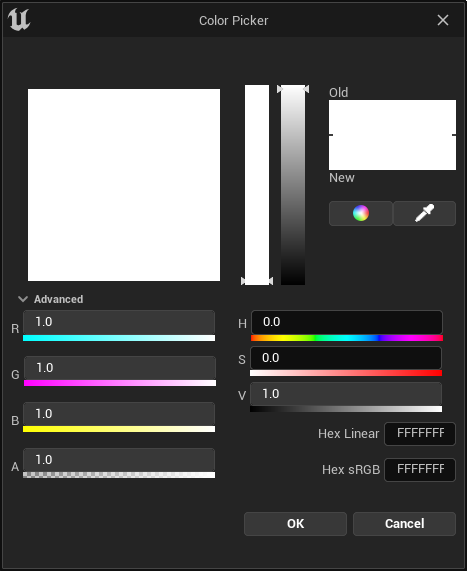 Color Picker
Old
New
Advanced
R 1.0
H 0.0
G 1.0
S 0.0
B 1.0
V 1.0
Hex Linear FFFFFFF
A 1.0
Hex sRGB FFFFFFF
OK
Cancel